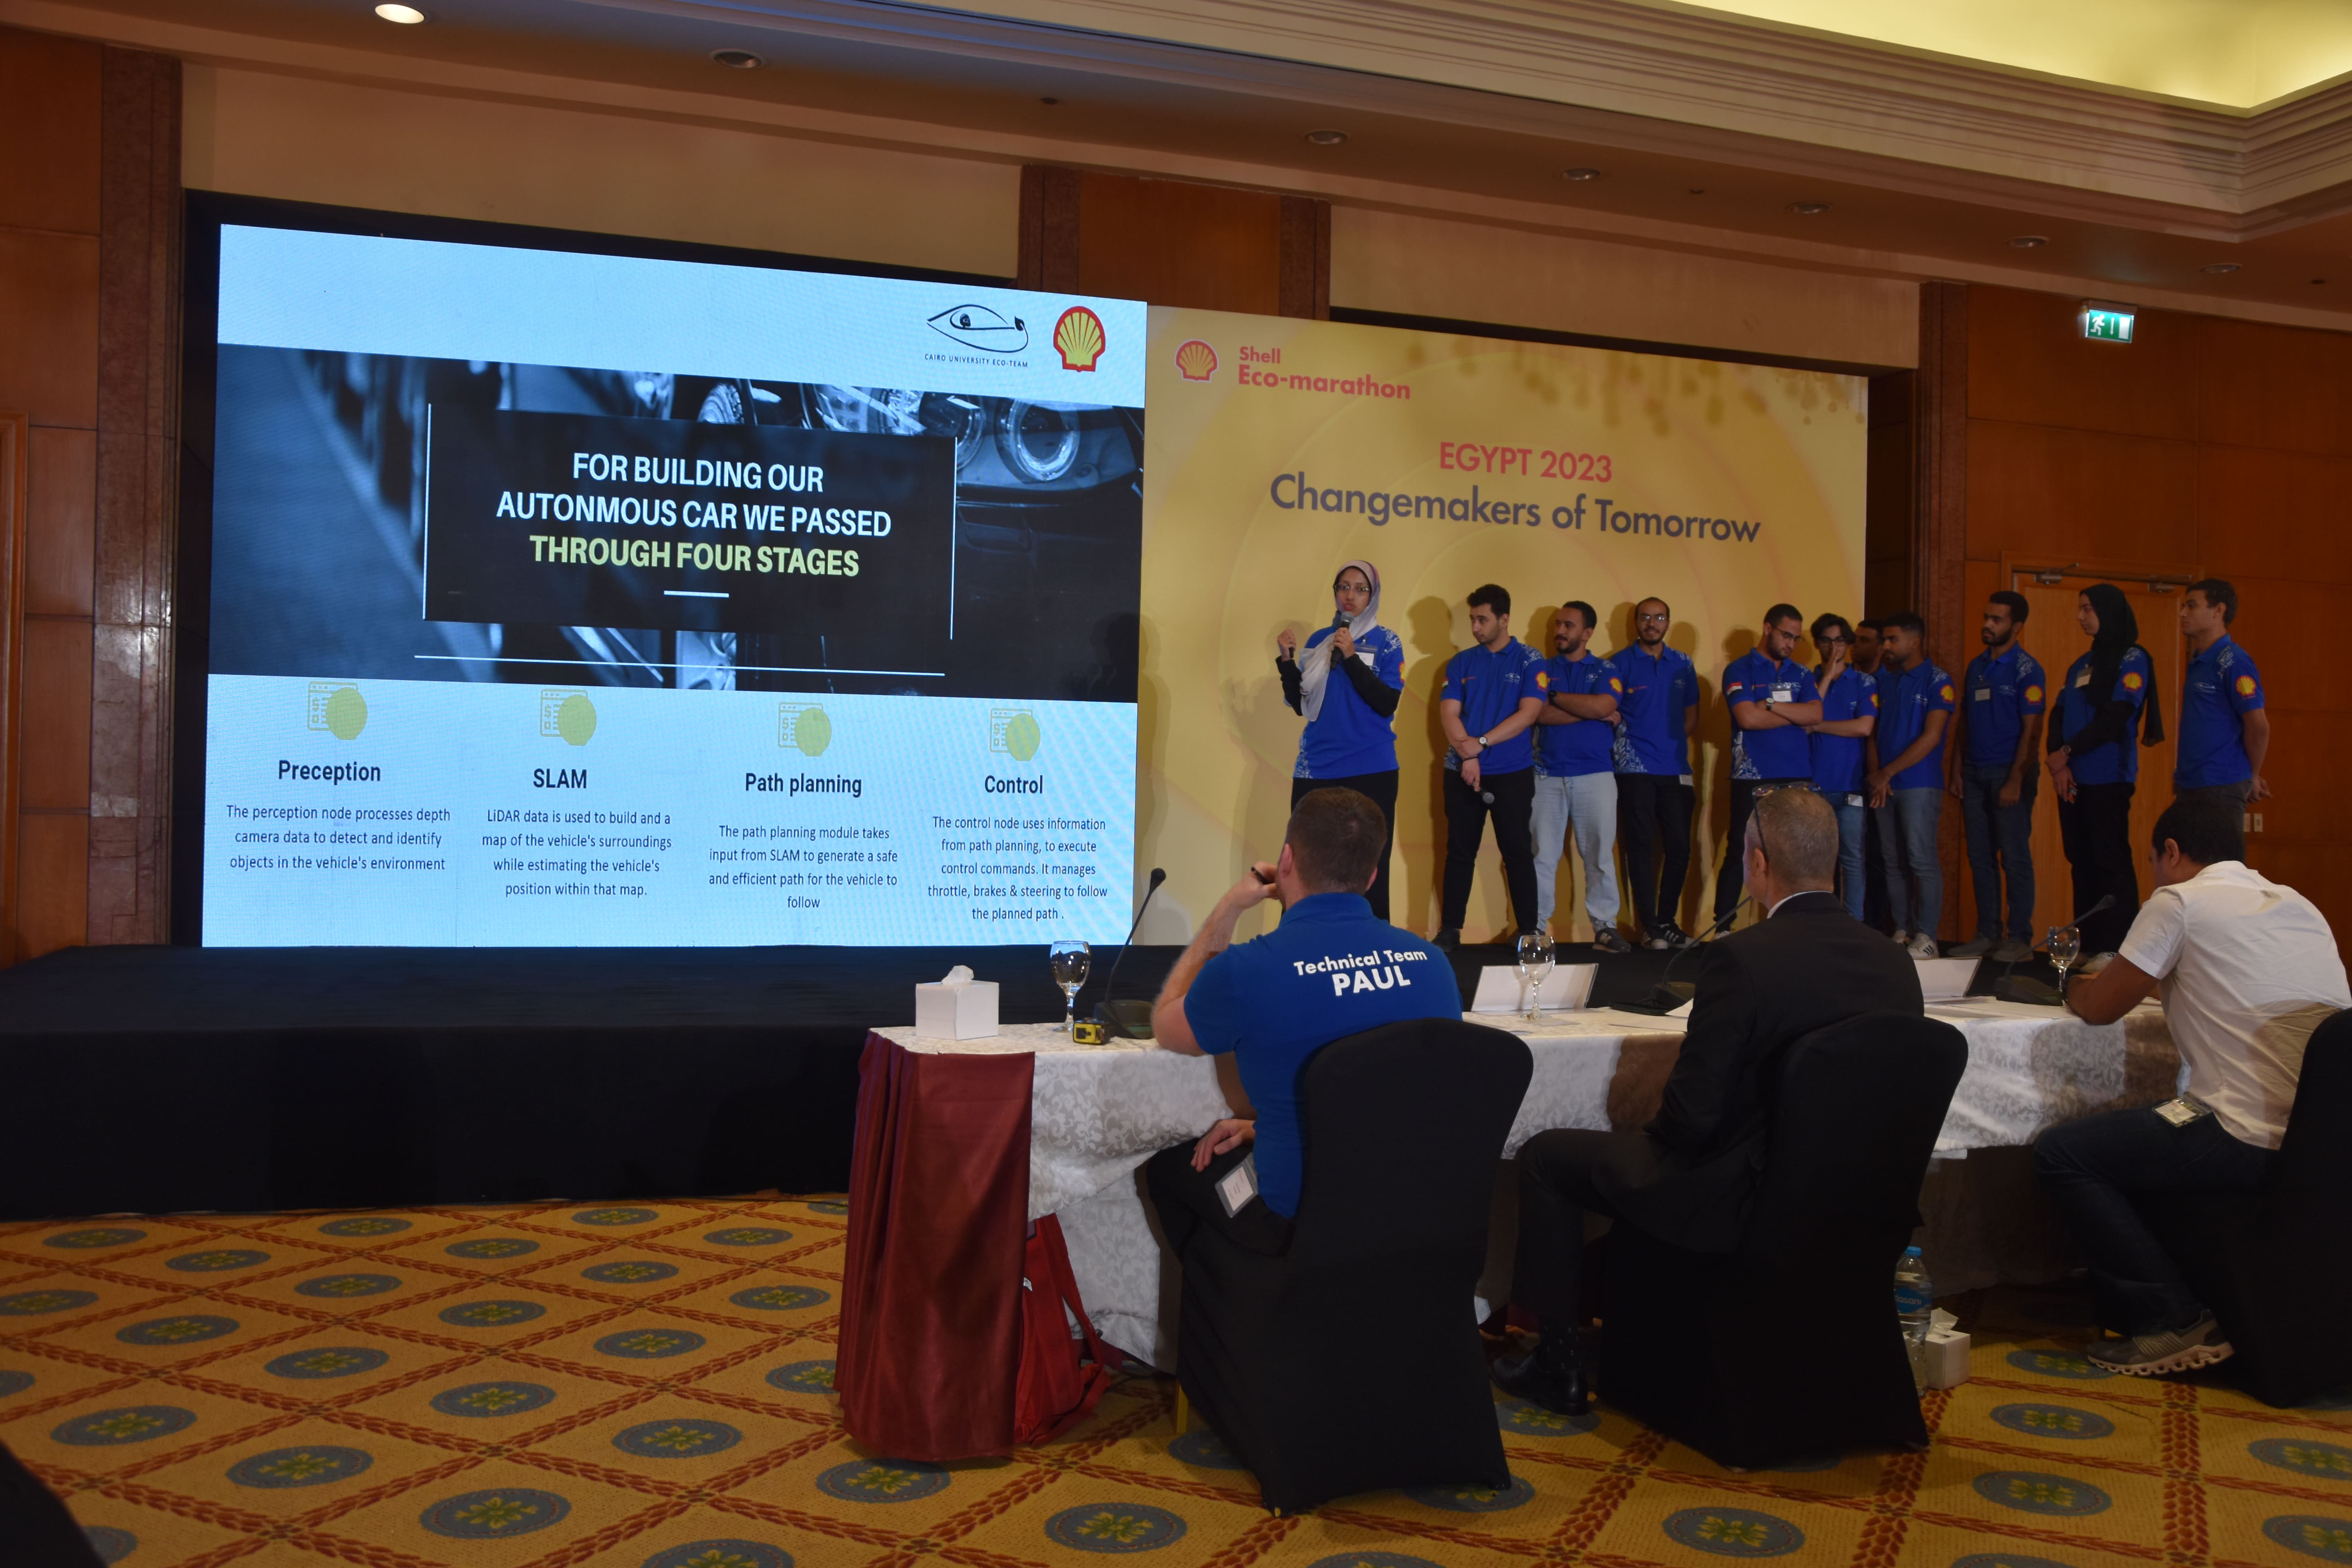 CAIRO UNIVERSITY ECO-TEAM
FOR BUILDING OUR
AUTONMOUS CAR WE PASSED
THROUGH FOUR STAGES
Preception
The perception node processes depth
camera data to detect and identify
objects in the vehicle's environment
SLAM
LiDAR data is used to build and a
map of the vehicle's surroundings
while estimating the vehicle's
position within that map.
Path planning
The path planning module takes
input from SLAM to generate a safe
and efficient path for the vehicle to
follow
Control
The control node uses information
from path planning, to execute
control commands. It manages
throttle, brakes & steering to follow
the planned path .
Shell
Eco-marathon
EGYPT 2023
Changemakers of Tomorrow
Technical Team
PAUL